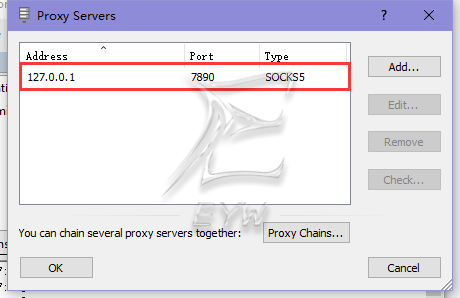 Proxy Servers
Address Port Type
127.0.0.1 7890 SOCKS5
Add...
Edit...
Remove
Check...
EYW
You can chain several proxy servers together: Proxy Chains...
OK Cancel